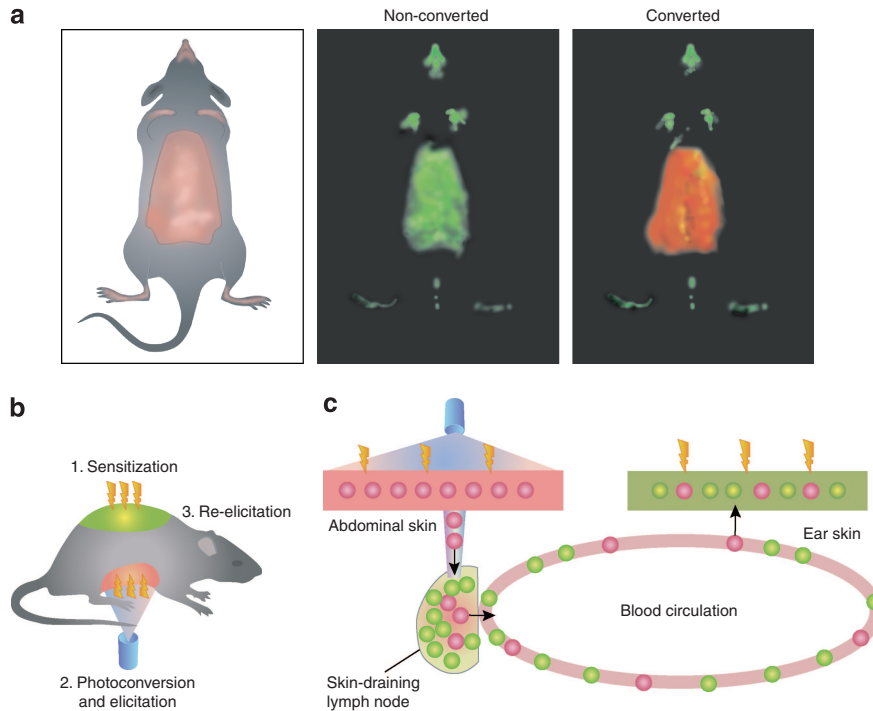 a
Non-converted
Converted
b
1. Sensitization
3. Re-elicitation
2. Photoconversion
and elicitation
c
Abdominal skin
Ear skin
Blood circulation
Skin-draining
lymph node